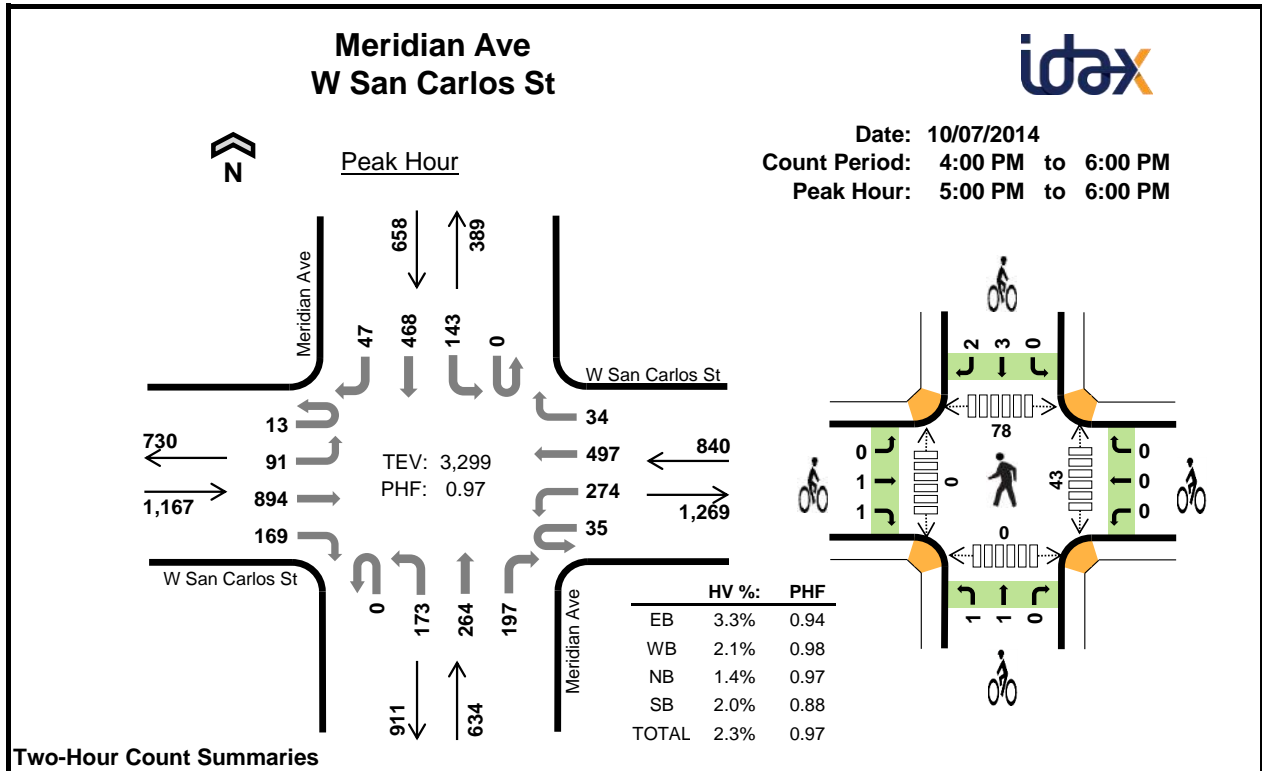 Meridian Ave
W San Carlos St
idax
Date: 10/07/2014
Count Period: 4:00 PM to 6:00 PM
Peak Hour: 5:00 PM to 6:00 PM
N
Peak Hour
658
389
Meridian Ave
47
468
143
0
W San Carlos St
13
91
894
169
730
1,167
TEV: 3,299
PHF: 0.97
34
497
274
35
840
1,269
W San Carlos St
0
173
264
197
Meridian Ave
911
634
HV %: PHF
EB 3.3% 0.94
WB 2.1% 0.98
NB 1.4% 0.97
SB 2.0% 0.88
TOTAL 2.3% 0.97
2
3
0
78
0
1
1
0
43
0
0
0
0
1
1
0
Two-Hour Count Summaries